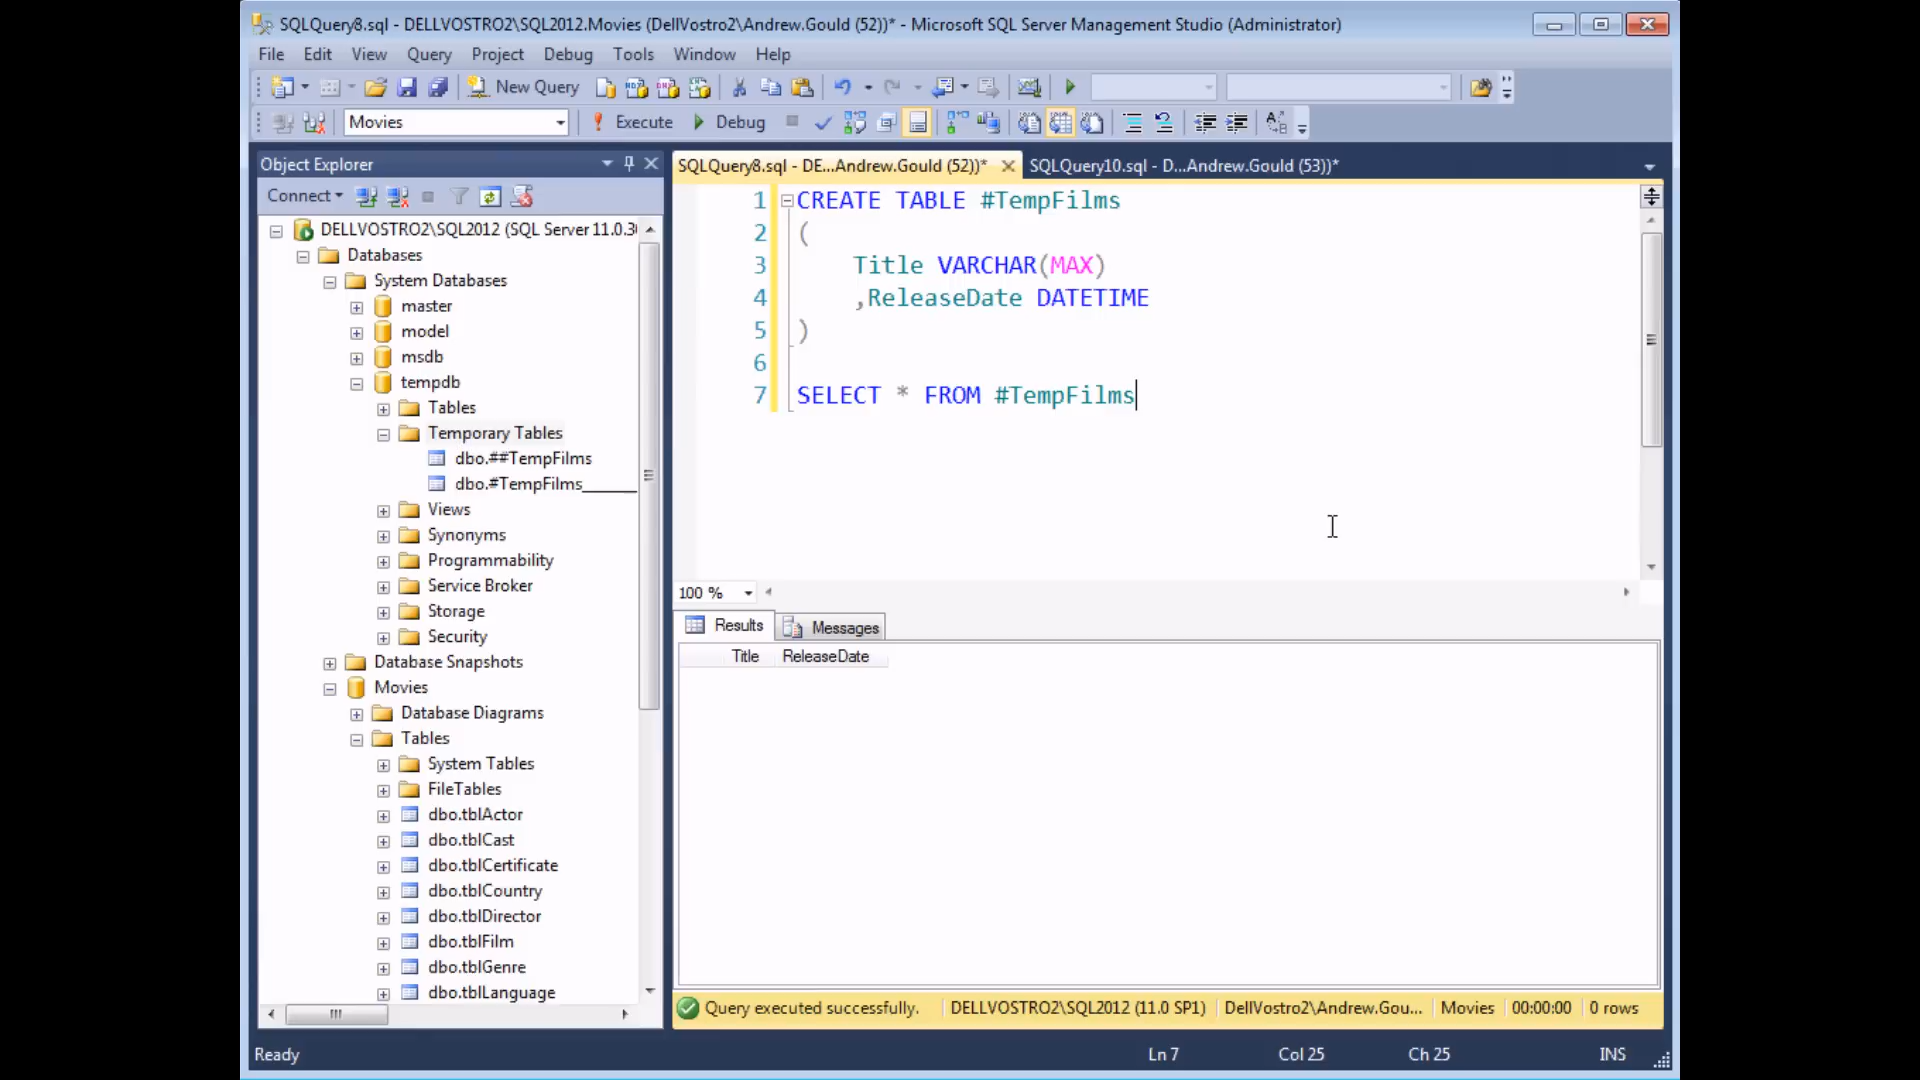 SQLQuery8.sql - DELLVOSTRO2\SQL2012.Movies (DellVostro2\Andrew.Gould (52))* - Microsoft SQL Server Management Studio (Administrator)
File Edit View Query Project Debug Tools Window Help
New Query
Movies Execute Debug
Object Explorer
Connect
DELLVOSTRO2\SQL2012 (SQL Server 11.0.30
Databases
System Databases
master
model
msdb
tempdb
Tables
Temporary Tables
dbo.##TempFilms
dbo.#TempFilms______
Views
Synonyms
Programmability
Service Broker
Storage
Security
Database Snapshots
Movies
Database Diagrams
Tables
System Tables
FileTables
dbo.tblActor
dbo.tblCast
dbo.tblCertificate
dbo.tblCountry
dbo.tblDirector
dbo.tblFilm
dbo.tblGenre
dbo.tblLanguage
SQLQuery8.sql - DE...Andrew.Gould (52))* SQLQuery10.sql - D...Andrew.Gould (53))*
1 CREATE TABLE #TempFilms
2 (
3 Title VARCHAR(MAX)
4 ,ReleaseDate DATETIME
5 )
6
7 SELECT * FROM #TempFilms
100 %
Results Messages
Title ReleaseDate
Query executed successfully. DELLVOSTRO2\SQL2012 (11.0 SP1) DellVostro2\Andrew.Gou... Movies 00:00:00 0 rows
Ready Ln 7 Col 25 Ch 25 INS